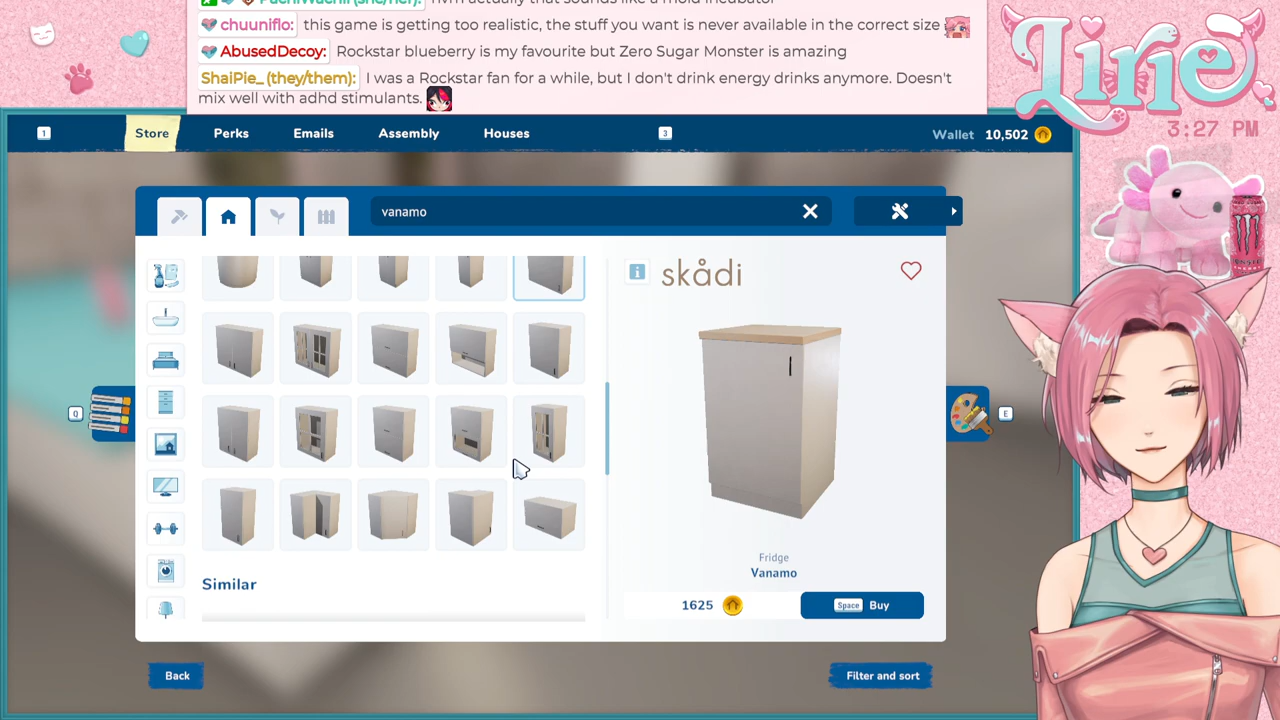 chuuniflo: this game is getting too realistic, the stuff you want is never available in the correct size
AbusedDecoy: Rockstar blueberry is my favourite but Zero Sugar Monster is amazing
ShaiPie_ (they/them): I was a Rockstar fan for a while, but I don't drink energy drinks anymore. Doesn't
mix well with adhd stimulants.
Lirie
3:27 PM
1
Store
Perks
Emails
Assembly
Houses
3
Wallet 10,502
vanamo
skådi
Q
E
Fridge
Vanamo
1625
Space Buy
Similar
Back
Filter and sort